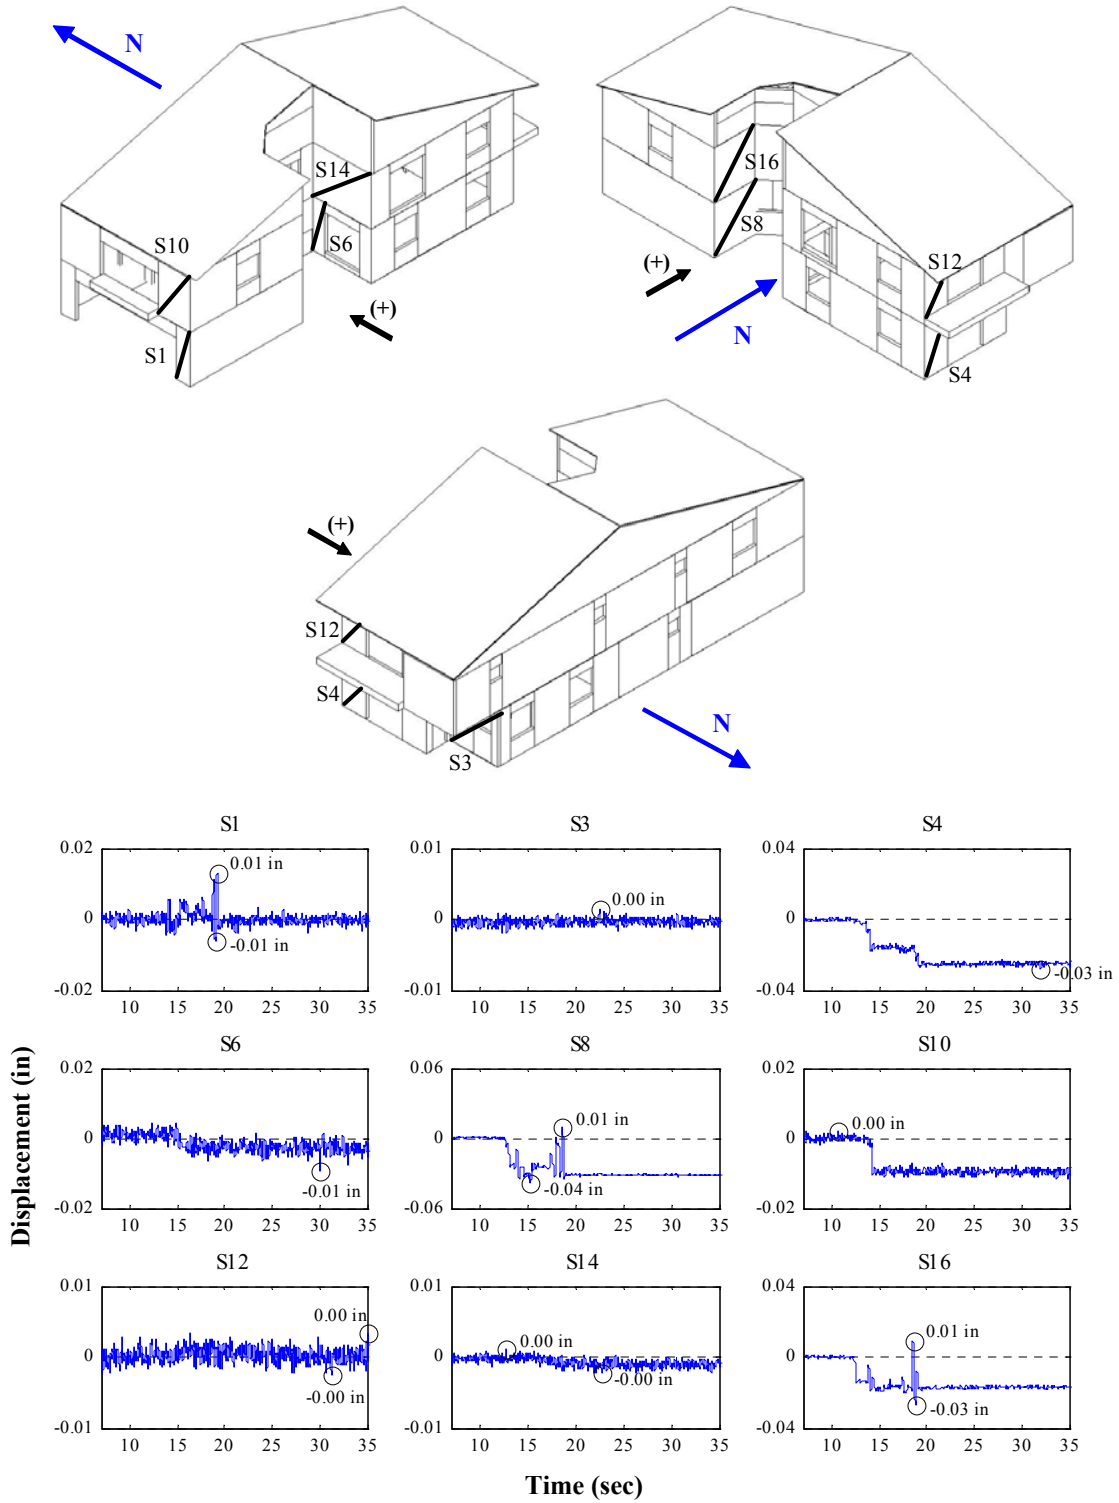 N
N
S14
S6
S10
S1
(+)
S16
S8
(+)
S12
S4
(+)
S12
S4
S3
N
S1
S3
S4
0.02
0
-0.02
0.01 in
-0.01 in
10 15 20 25 30 35
0.01
0
-0.01
0.00 in
10 15 20 25 30 35
0.04
0
-0.04
-0.03 in
10 15 20 25 30 35
S6
S8
S10
0.02
0
-0.02
-0.01 in
10 15 20 25 30 35
0.06
0
-0.06
0.01 in
-0.04 in
10 15 20 25 30 35
0.02
0
-0.02
0.00 in
10 15 20 25 30 35
Displacement (in)
S12
S14
S16
0.01
0
-0.01
0.00 in
-0.00 in
10 15 20 25 30 35
0.01
0
-0.01
0.00 in
-0.00 in
10 15 20 25 30 35
0.04
0
-0.04
0.01 in
-0.03 in
10 15 20 25 30 35
Time (sec)